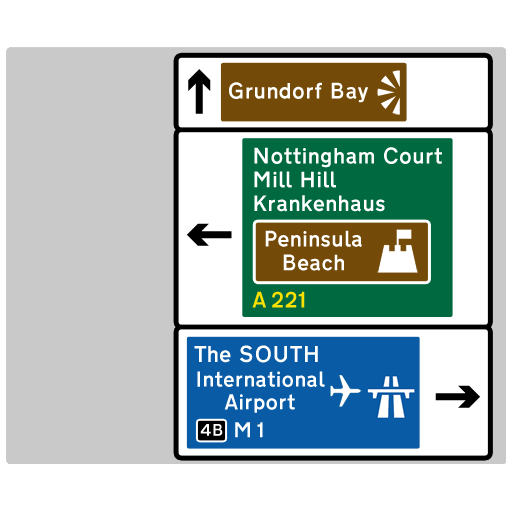 Grundorf Bay
Nottingham Court
Mill Hill
Krankenhaus
Peninsula
Beach
A 221
The SOUTH
International
Airport
4B M 1